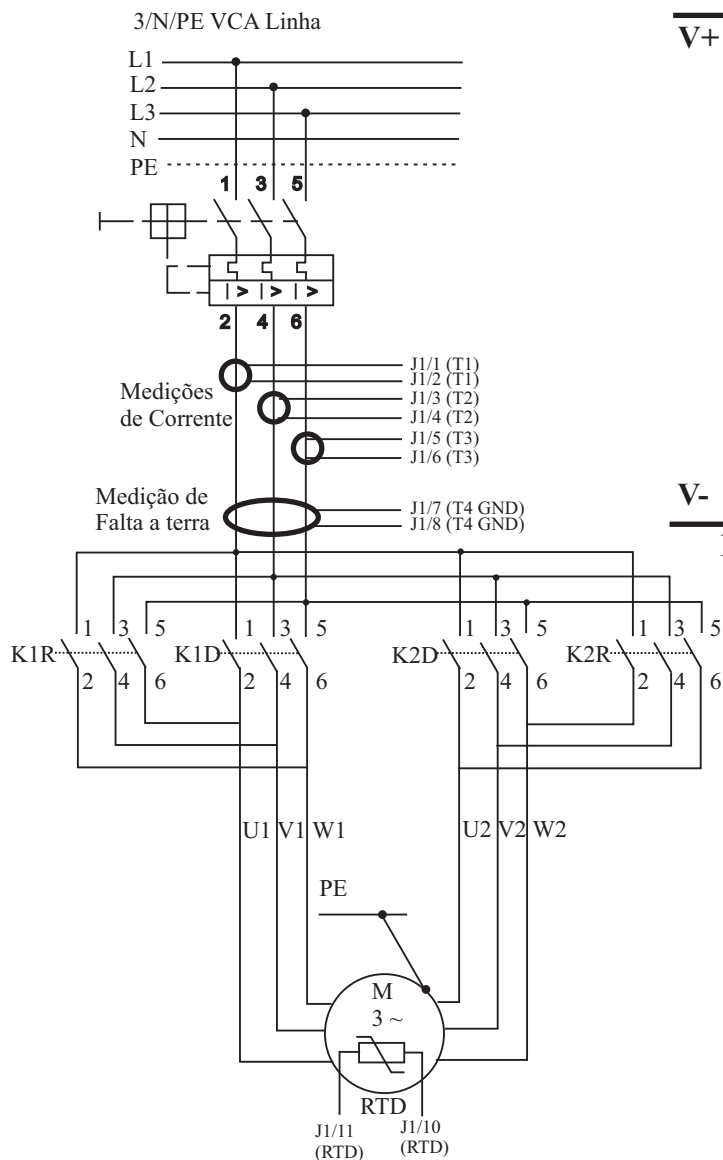 3/N/PE VCA Linha
V+
L1
L2
L3
N
PE
1 3 5
I > I > I >
2 4 6
Medições
de Corrente
J1/1 (T1)
J1/2 (T1)
J1/3 (T2)
J1/4 (T2)
J1/5 (T3)
J1/6 (T3)
Medição de
Falta a terra
J1/7 (T4 GND)
J1/8 (T4 GND)
V-
1 3 5 1 3 5 1 3 5 1 3 5
K1R K1D K2D K2R
2 4 6 2 4 6 2 4 6 2 4 6
U1 V1 W1 U2 V2 W2
PE
M
3 ~
RTD
J1/11
(RTD)
J1/10
(RTD)